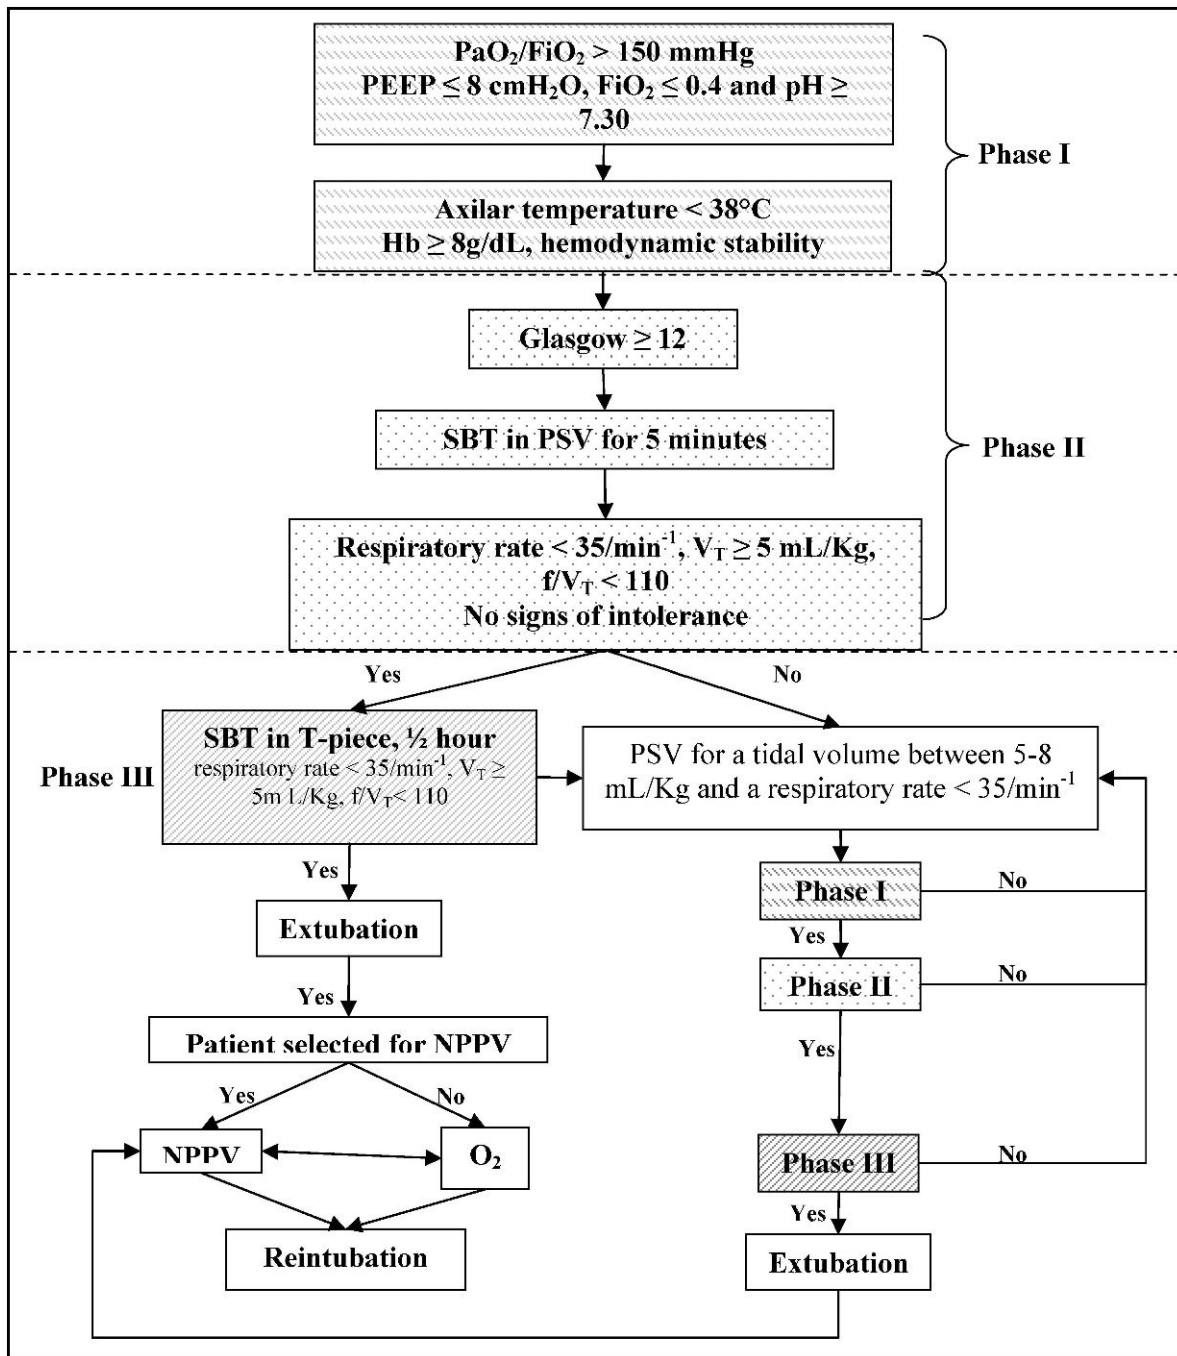 PaO₂/FiO₂ > 150 mmHg
PEEP ≤ 8 cmH₂O, FiO₂ ≤ 0.4 and pH ≥
7.30
Phase I
Axilar temperature < 38°C
Hb ≥ 8g/dL, hemodynamic stability
Glasgow ≥ 12
SBT in PSV for 5 minutes
Phase II
Respiratory rate < 35/min⁻¹, V_T ≥ 5 mL/Kg,
f/V_T < 110
No signs of intolerance
Yes
No
Phase III
SBT in T-piece, ½ hour
respiratory rate < 35/min⁻¹, V_T ≥
5m L/Kg, f/V_T< 110
PSV for a tidal volume between 5-8
mL/Kg and a respiratory rate < 35/min⁻¹
Yes
Phase I
No
Extubation
Yes
Phase II
No
Yes
Patient selected for NPPV
Yes
Yes
No
NPPV
O₂
Phase III
No
Yes
Reintubation
Extubation